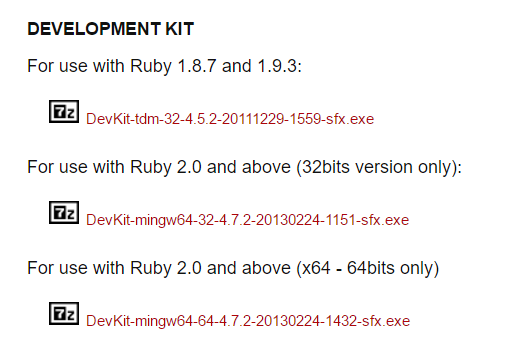 DEVELOPMENT KIT
For use with Ruby 1.8.7 and 1.9.3:
7z DevKit-tdm-32-4.5.2-20111229-1559-sfx.exe
For use with Ruby 2.0 and above (32bits version only):
7z DevKit-mingw64-32-4.7.2-20130224-1151-sfx.exe
For use with Ruby 2.0 and above (x64 - 64bits only)
7z DevKit-mingw64-64-4.7.2-20130224-1432-sfx.exe